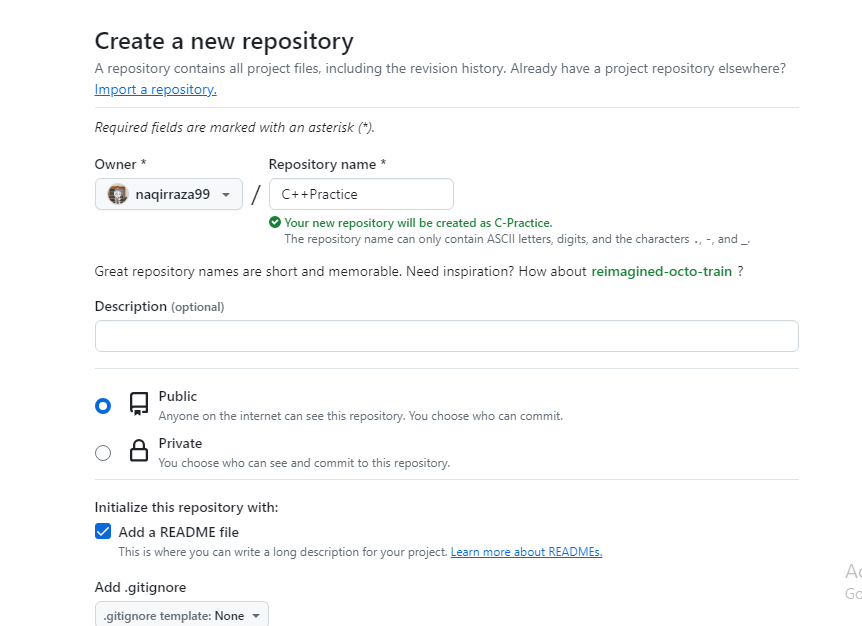 Create a new repository
A repository contains all project files, including the revision history. Already have a project repository elsewhere?
Import a repository.
Required fields are marked with an asterisk (*).
Owner * Repository name *
naqirraza99 / C++Practice
Your new repository will be created as C-Practice.
The repository name can only contain ASCII letters, digits, and the characters ., -, and _.
Great repository names are short and memorable. Need inspiration? How about reimagined-octo-train ?
Description (optional)
Public
Anyone on the internet can see this repository. You choose who can commit.
Private
You choose who can see and commit to this repository.
Initialize this repository with:
Add a README file
This is where you can write a long description for your project. Learn more about READMEs.
Add .gitignore
.gitignore template: None